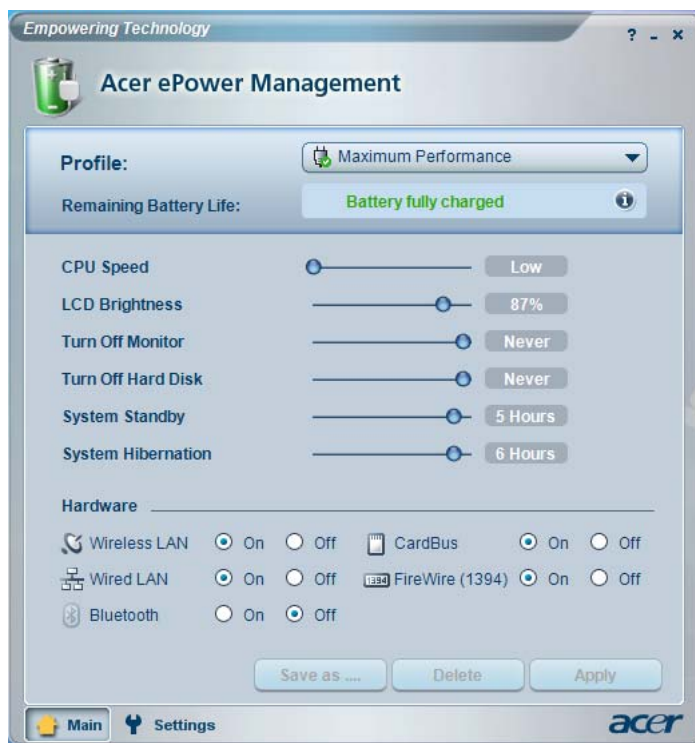 Empowering Technology
? - x
Acer ePower Management
Profile: Maximum Performance
Remaining Battery Life: Battery fully charged
CPU Speed Low
LCD Brightness 87%
Turn Off Monitor Never
Turn Off Hard Disk Never
System Standby 5 Hours
System Hibernation 6 Hours
Hardware
Wireless LAN On Off CardBus On Off
Wired LAN On Off 1394 FireWire (1394) On Off
Bluetooth On Off
Save as .... Delete Apply
Main Settings acer